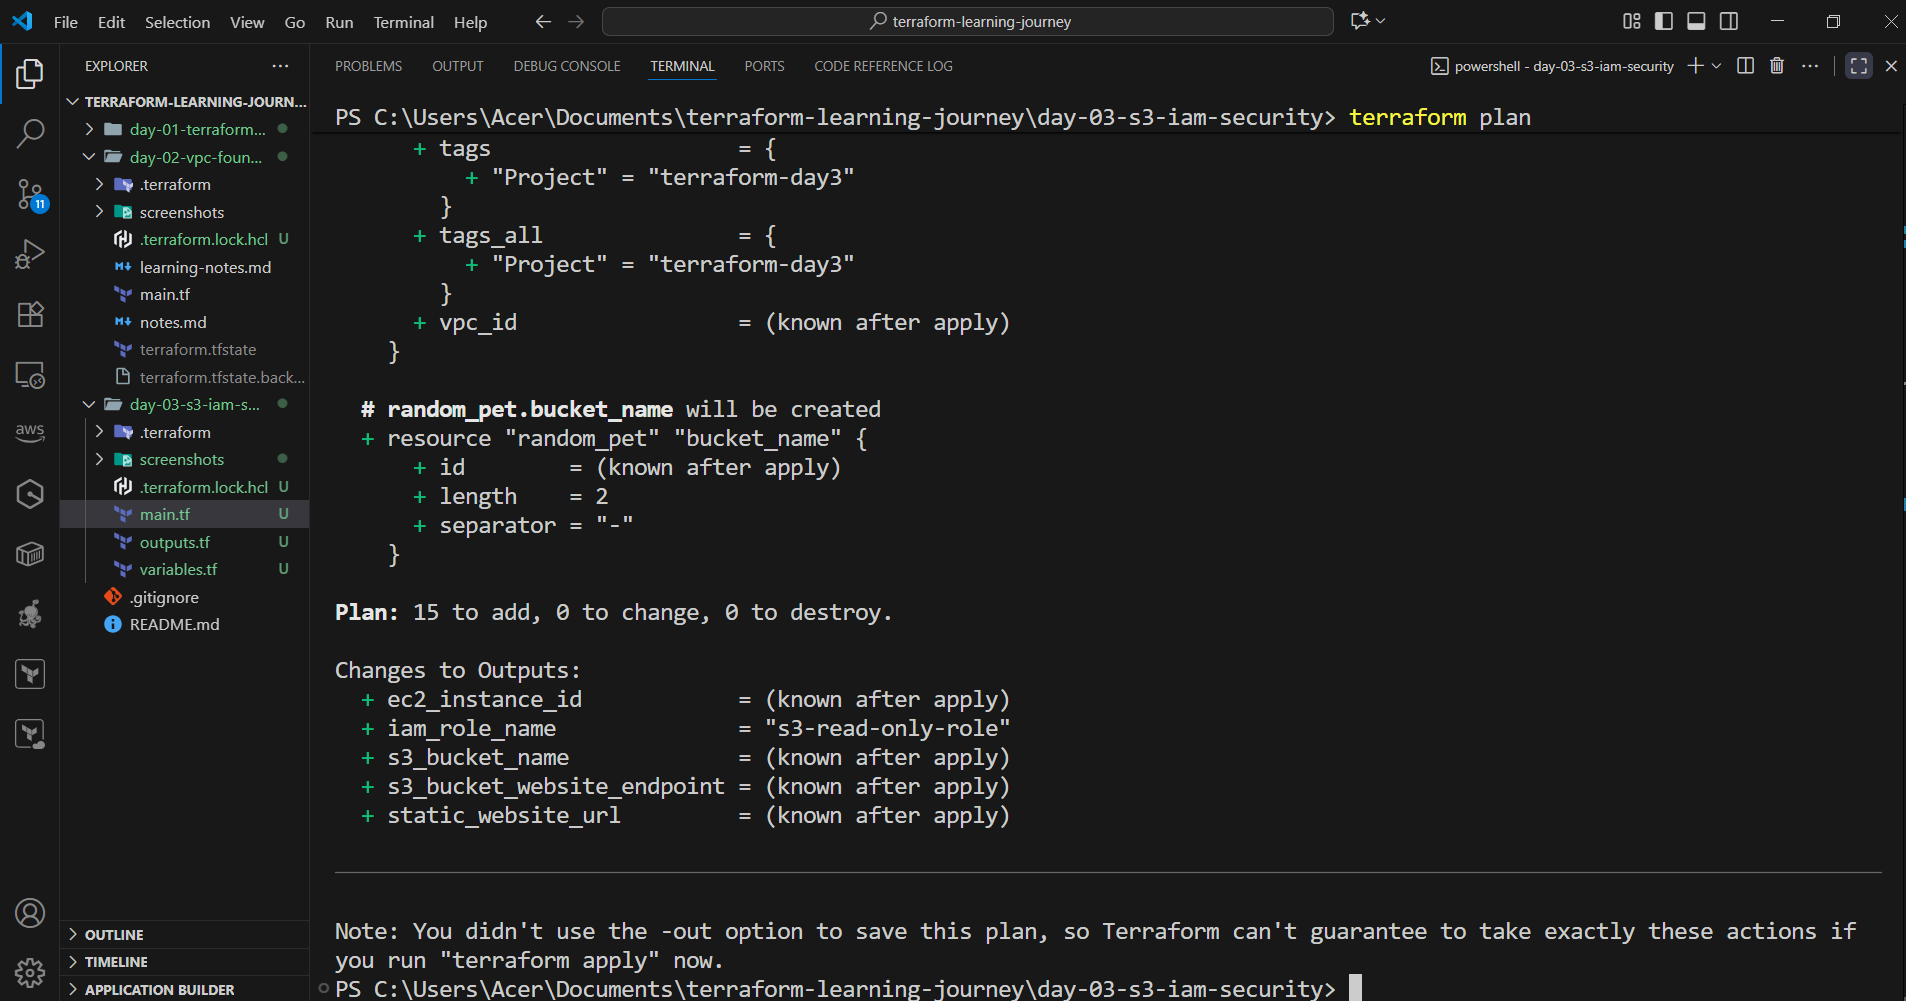 File Edit Selection View Go Run Terminal Help
terraform-learning-journey
EXPLORER
TERRAFORM-LEARNING-JOURN...
day-01-terraform...
day-02-vpc-foun...
.terraform
screenshots
.terraform.lock.hcl U
learning-notes.md
main.tf
notes.md
terraform.tfstate
terraform.tfstate.back...
day-03-s3-iam-s...
.terraform
screenshots
.terraform.lock.hcl U
main.tf U
outputs.tf U
variables.tf U
.gitignore
README.md
OUTLINE
TIMELINE
APPLICATION BUILDER
11
aws
PROBLEMS OUTPUT DEBUG CONSOLE TERMINAL PORTS CODE REFERENCE LOG
powershell - day-03-s3-iam-security
PS C:\Users\Acer\Documents\terraform-learning-journey\day-03-s3-iam-security> terraform plan
+ tags = {
+ "Project" = "terraform-day3"
}
+ tags_all = {
+ "Project" = "terraform-day3"
}
+ vpc_id = (known after apply)
}
# random_pet.bucket_name will be created
+ resource "random_pet" "bucket_name" {
+ id = (known after apply)
+ length = 2
+ separator = "-"
}
Plan: 15 to add, 0 to change, 0 to destroy.
Changes to Outputs:
+ ec2_instance_id = (known after apply)
+ iam_role_name = "s3-read-only-role"
+ s3_bucket_name = (known after apply)
+ s3_bucket_website_endpoint = (known after apply)
+ static_website_url = (known after apply)
Note: You didn't use the -out option to save this plan, so Terraform can't guarantee to take exactly these actions if
you run "terraform apply" now.
PS C:\Users\Acer\Documents\terraform-learning-journey\day-03-s3-iam-security>